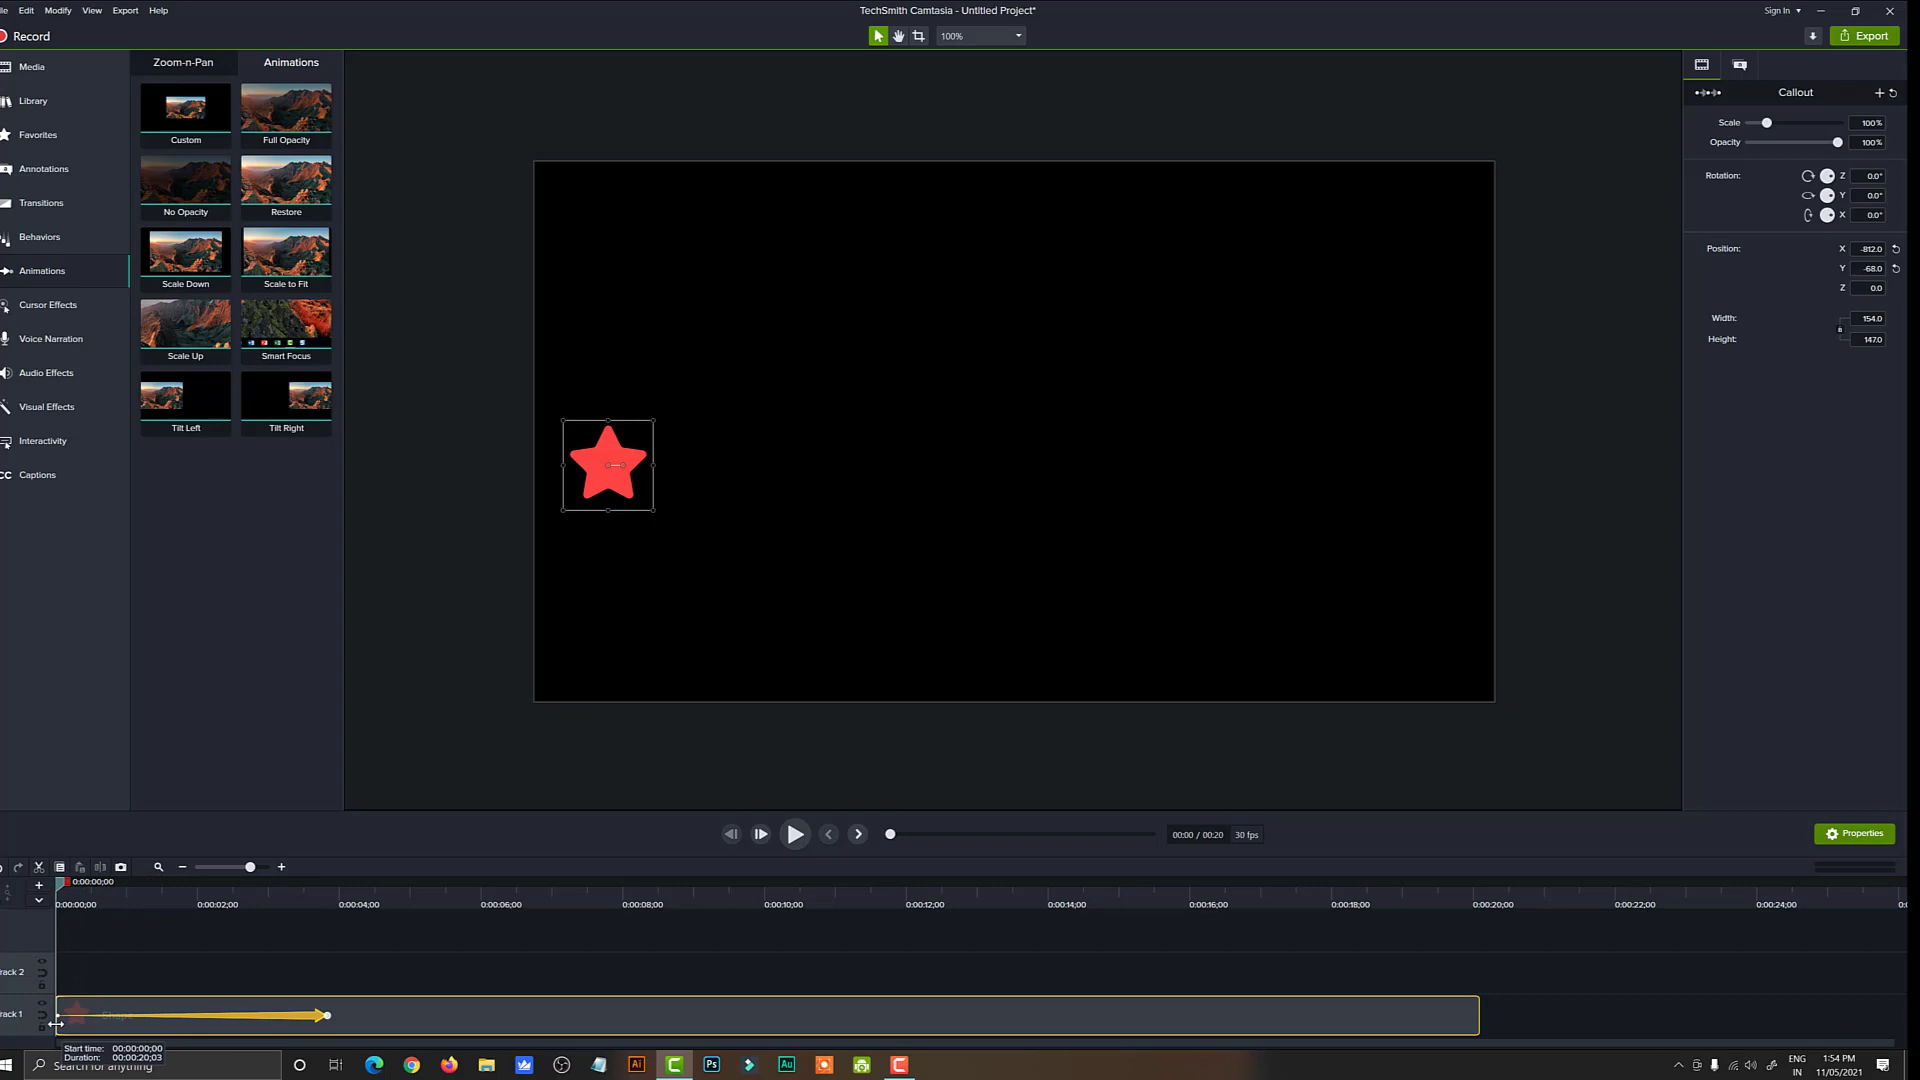 le Edit Modify View Export Help
TechSmith Camtasia - Untitled Project*
Sign In
Record
100%
Export
Media
Library
Favorites
Annotations
Transitions
Behaviors
Animations
Cursor Effects
Voice Narration
Audio Effects
Visual Effects
Interactivity
CC Captions
Zoom-n-Pan Animations
Custom Full Opacity
No Opacity Restore
Scale Down Scale to Fit
Scale Up Smart Focus
Tilt Left Tilt Right
Callout
Scale 100%
Opacity 100%
Rotation: Z 0.0°
Y 0.0°
X 0.0°
Position: X -812.0
Y -68.0
Z 0.0
Width: 154.0
Height: 147.0
00:00 / 00:20 30 fps
Properties
0:00:00;00
0:00:00;00 0:00:02;00 0:00:04;00 0:00:06;00 0:00:08;00 0:00:10;00 0:00:12;00 0:00:14;00 0:00:16;00 0:00:18;00 0:00:20;00 0:00:22;00 0:00:24;00 0:0
rack 2
rack 1
Shape
Start time: 00:00:00;00
Duration: 00:00:20;03
Search for anything
Ai Ps Au
ENG
IN
1:54 PM
11/05/2021